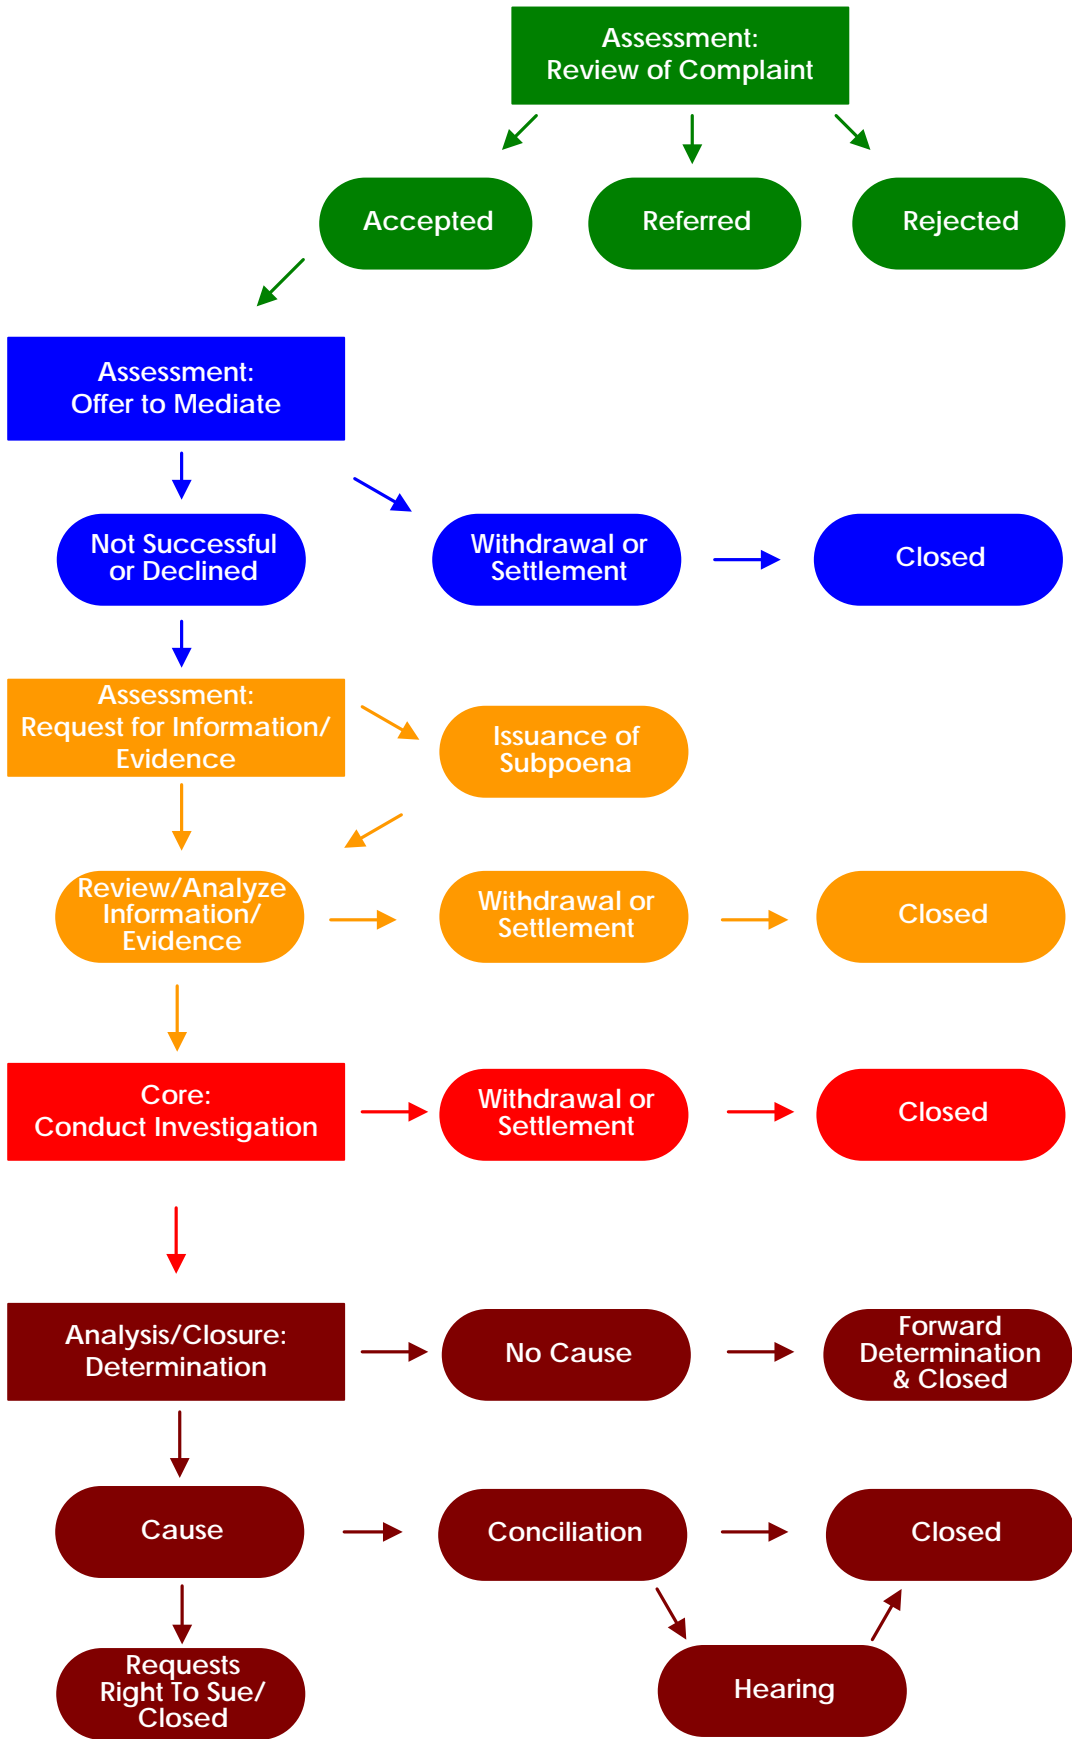 Assessment:
Review of Complaint
Accepted
Referred
Rejected
Assessment:
Offer to Mediate
Not Successful
or Declined
Withdrawal or
Settlement
Closed
Assessment:
Request for Information/
Evidence
Issuance of
Subpoena
Review/Analyze
Information/
Evidence
Withdrawal or
Settlement
Closed
Core:
Conduct Investigation
Withdrawal or
Settlement
Closed
Analysis/Closure:
Determination
No Cause
Forward
Determination
& Closed
Cause
Conciliation
Closed
Requests
Right To Sue/
Closed
Hearing